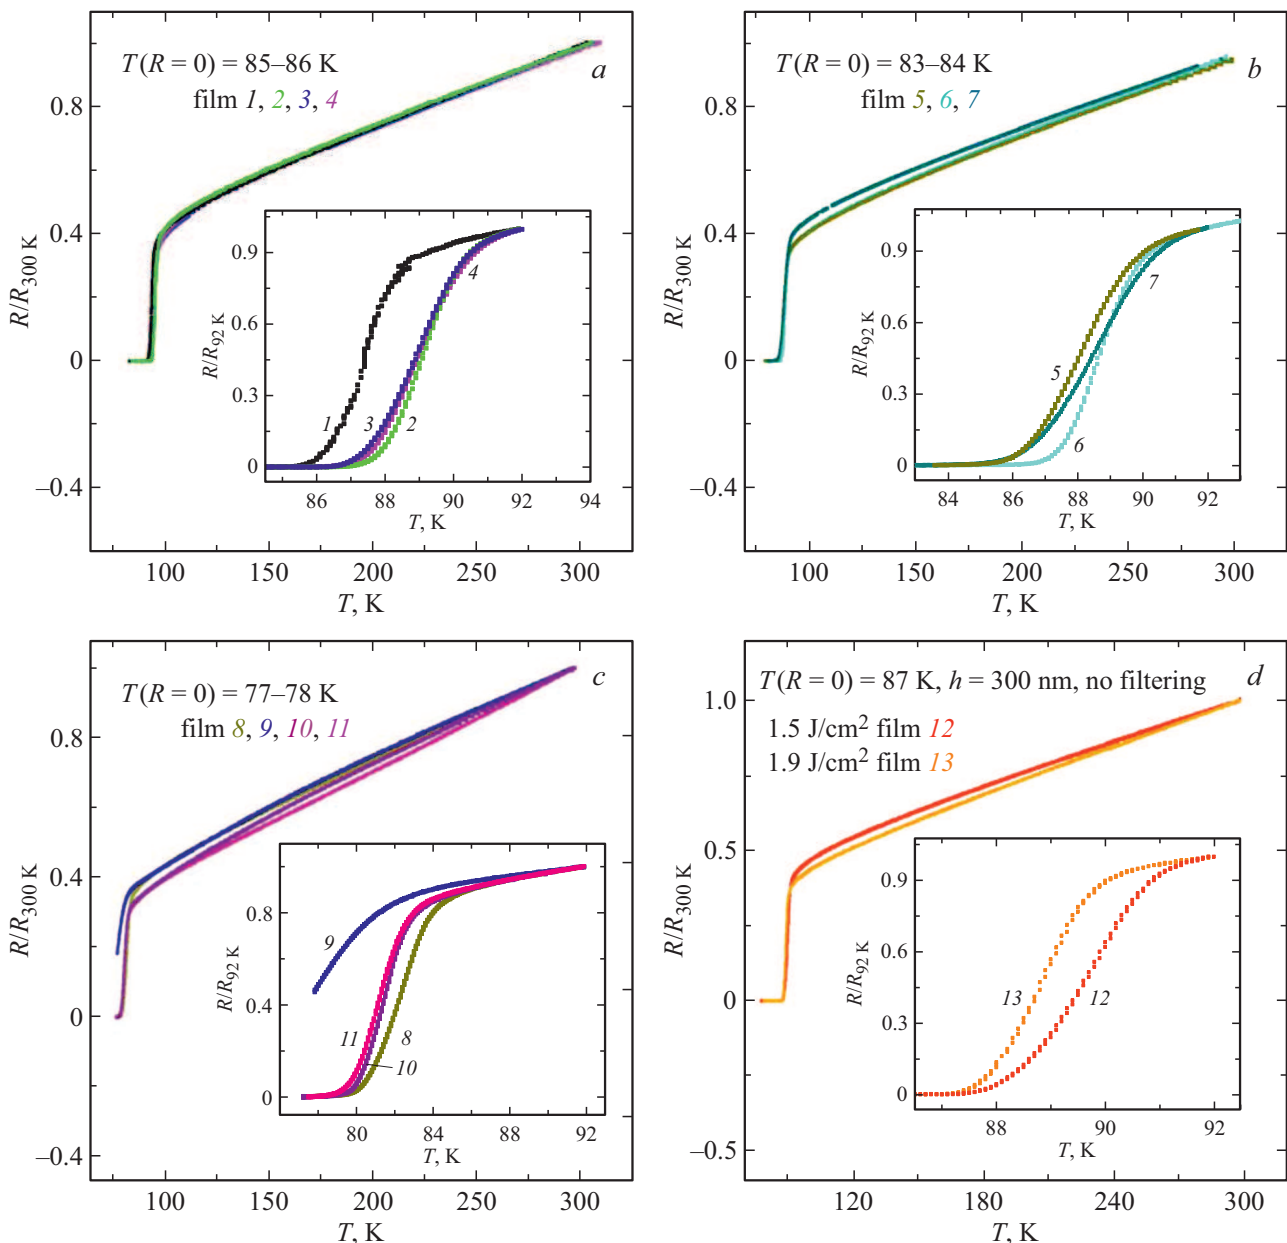 a
T(R = 0) = 85–86 K
film 1, 2, 3, 4
0.8
0.4
0
–0.4
R/R300 K
100 150 200 250 300
T, K
0.9
0.6
0.3
0
R/R92 K
1 3 2 4
86 88 90 92 94
T, K
b
T(R = 0) = 83–84 K
film 5, 6, 7
0.8
0.4
0
–0.4
R/R300 K
100 150 200 250 300
T, K
0.9
0.6
0.3
0
R/R92 K
5 6 7
84 86 88 90 92
T, K
c
T(R = 0) = 77–78 K
film 8, 9, 10, 11
0.8
0.4
0
–0.4
R/R300 K
100 150 200 250 300
T, K
0.8
0.4
0
R/R92 K
9 11 10 8
80 84 88 92
T, K
d
T(R = 0) = 87 K, h = 300 nm, no filtering
1.5 J/cm2 film 12
1.9 J/cm2 film 13
1.0
0.5
0
–0.5
R/R300 K
120 180 240 300
T, K
0.9
0.6
0.3
0
R/R92 K
13 12
88 90 92
T, K